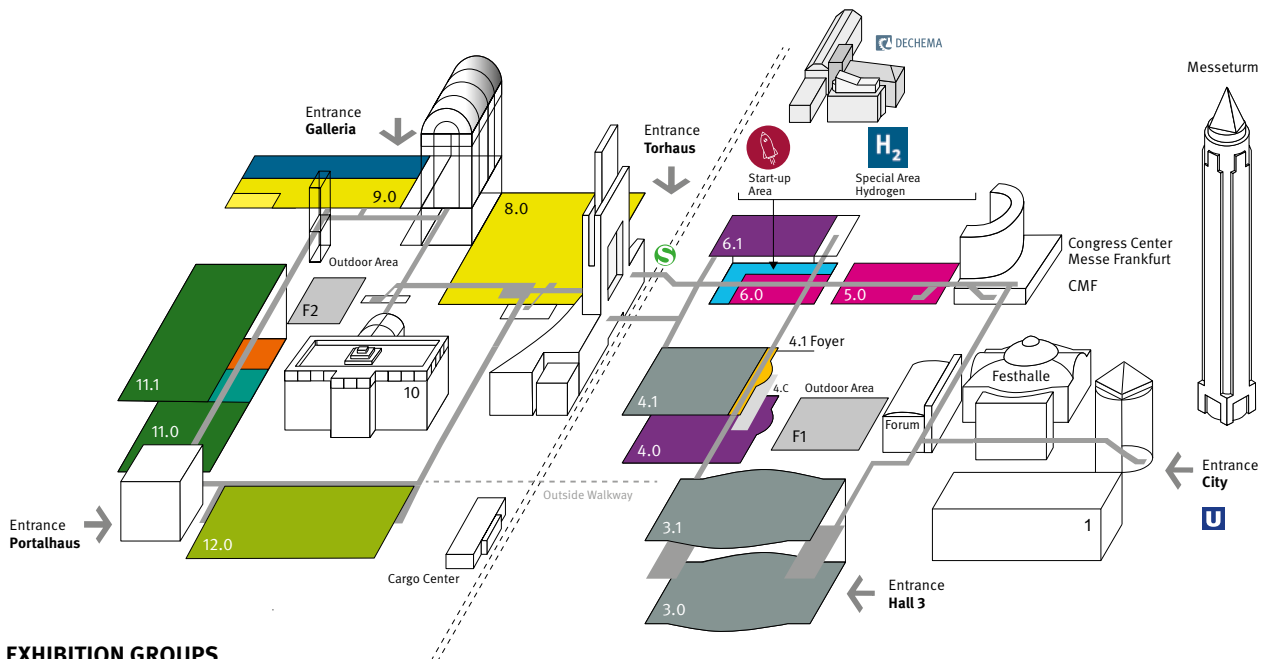 DECHEMA
Messeturm
Entrance
Galleria
Entrance
Torhaus
H2
Start-up
Area
Special Area
Hydrogen
9.0
8.0
6.1
S
Congress Center
Messe Frankfurt
CMF
Outdoor Area
F2
6.0
5.0
4.1 Foyer
11.1
10
4.1
4.C
Outdoor Area
Festhalle
11.0
4.0
F1
Forum
Entrance
City
U
Outside Walkway
Entrance
Portalhaus
12.0
3.1
1
Cargo Center
3.0
Entrance
Hall 3
EXHIBITION GROUPS